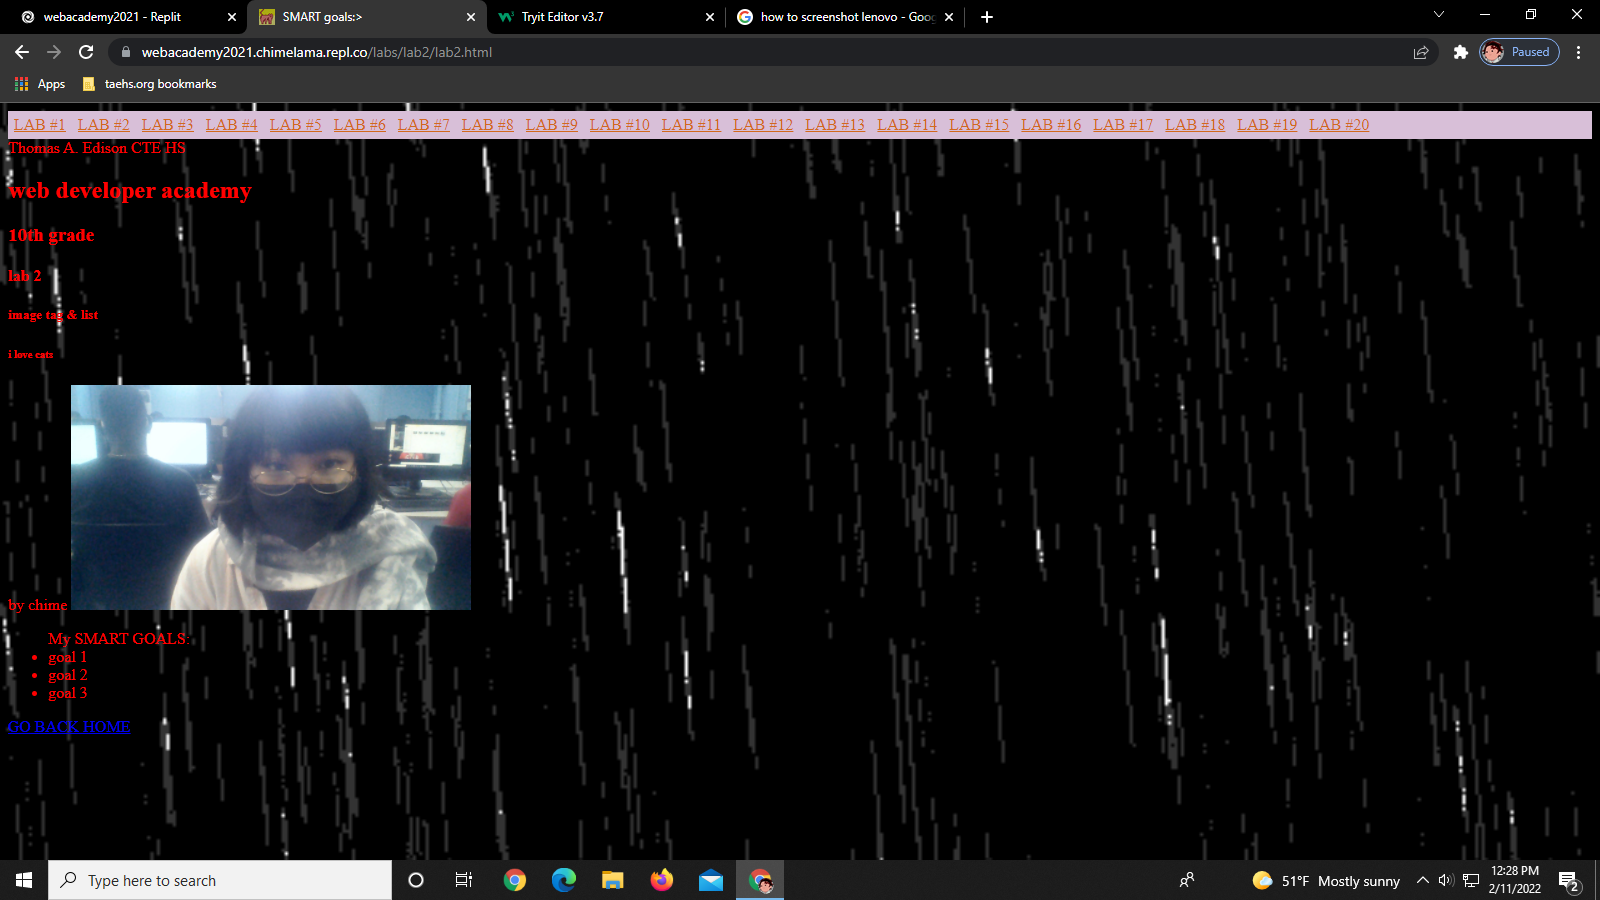 webacademy2021 - Replit
SMART goals:>
Tryit Editor v3.7
how to screenshot lenovo - Goo
webacademy2021.chimelama.repl.co/labs/lab2/lab2.html
Paused
Apps
taehs.org bookmarks
LAB #1 LAB #2 LAB #3 LAB #4 LAB #5 LAB #6 LAB #7 LAB #8 LAB #9 LAB #10 LAB #11 LAB #12 LAB #13 LAB #14 LAB #15 LAB #16 LAB #17 LAB #18 LAB #19 LAB #20
Thomas A. Edison CTE HS
web developer academy
10th grade
lab 2
image tag & list
i love eats
by chime
My SMART GOALS:
• goal 1
• goal 2
• goal 3
GO BACK HOME
Type here to search
51°F Mostly sunny
12:28 PM
2/11/2022
2